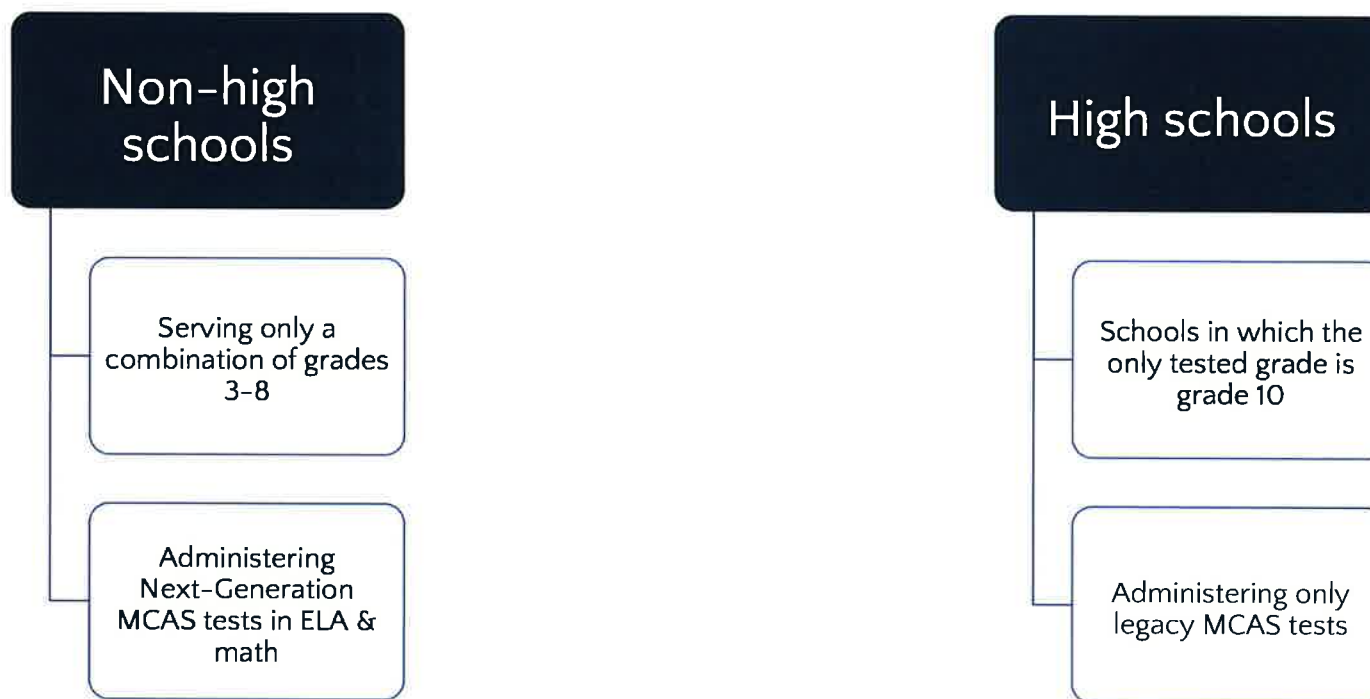 Non-high
schools
Serving only a
combination of grades
3-8
Administering
Next-Generation
MCAS tests in ELA &
math
High schools
Schools in which the
only tested grade is
grade 10
Administering only
legacy MCAS tests